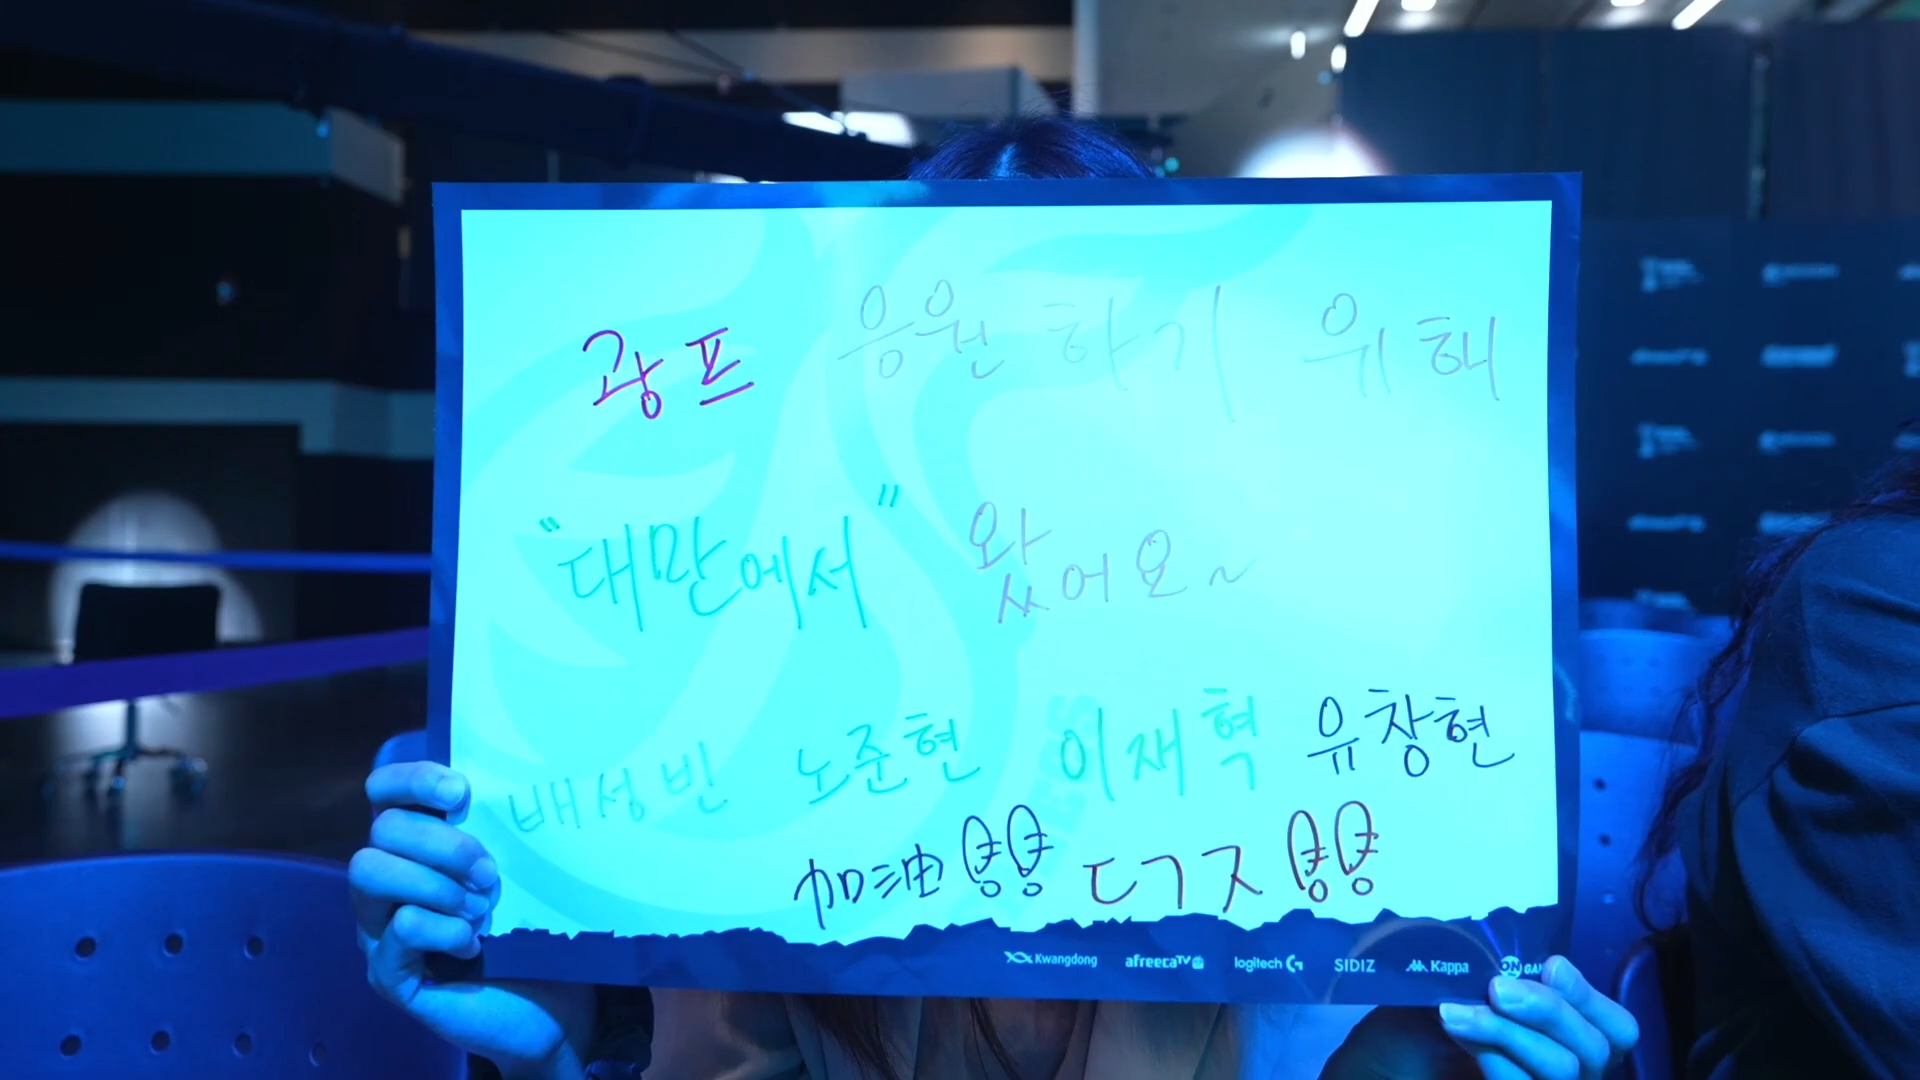 광프 응원하기 위해
"대만에서" 왔어요~
배성빈 노준현 이재혁 유창현
加油 ㄷㄱㅈ
Kwangdong afreecaTV logitech G SIDIZ Kappa